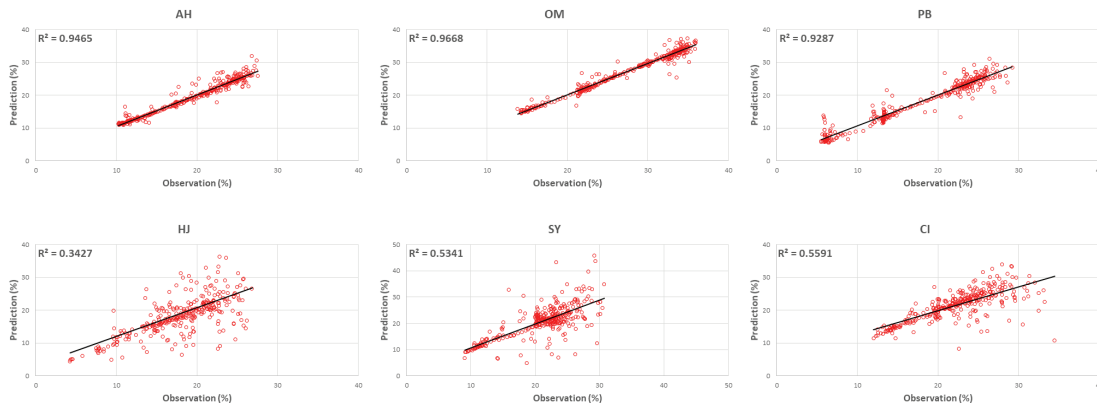 AH
R² = 0.9465
Prediction (%)
40
30
20
10
0
0 10 20 30 40
Observation (%)
OM
R² = 0.9668
Prediction (%)
40
30
20
10
0
0 10 20 30 40
Observation (%)
PB
R² = 0.9287
Prediction (%)
40
30
20
10
0
0 10 20 30 40
Observation (%)
HJ
R² = 0.3427
Prediction (%)
40
30
20
10
0
0 10 20 30 40
Observation (%)
SY
R² = 0.5341
Prediction (%)
50
40
30
20
10
0
0 10 20 30 40 50
Observation (%)
CI
R² = 0.5591
Prediction (%)
40
30
20
10
0
0 10 20 30 40
Observation (%)